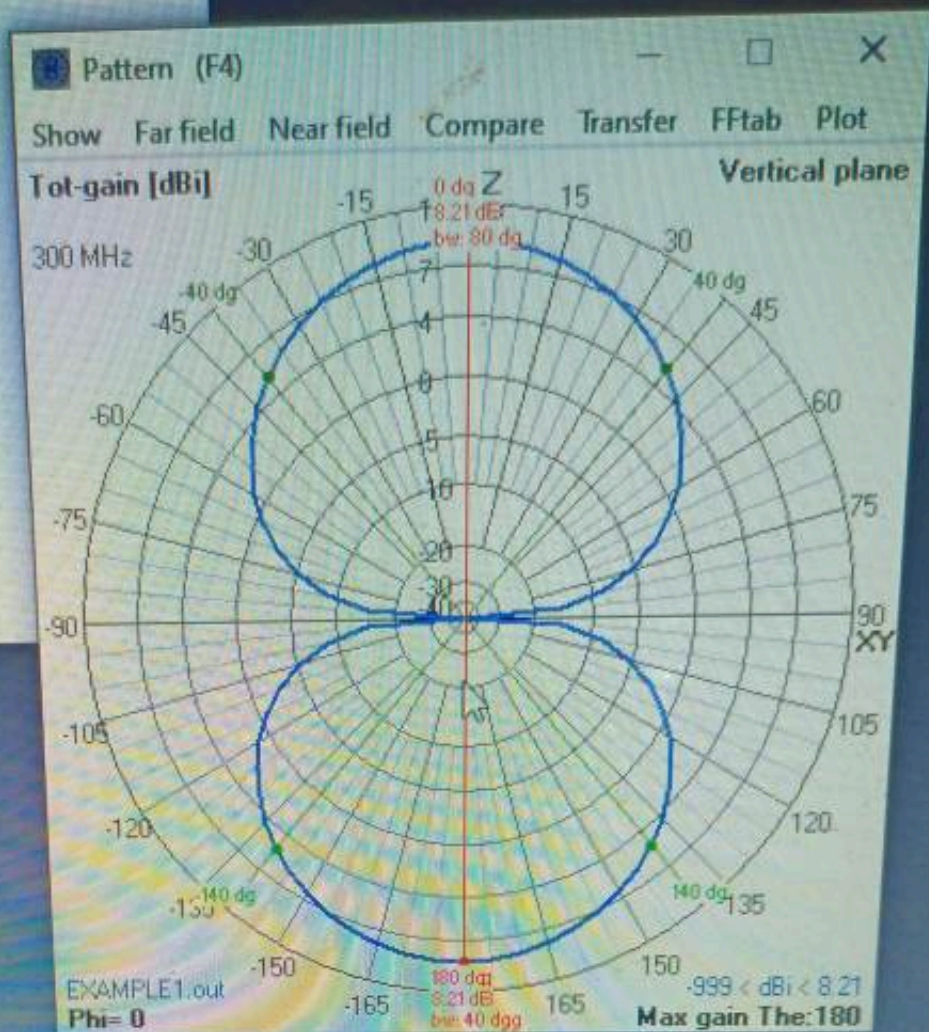 Pattern (F4)
Show Far field Near field Compare Transfer FFtab Plot
Tot-gain [dBi]
Vertical plane
300 MHz
0 dg Z
8.21 dBi
bw: 80 dg
-15
15
-30
30
-40 dg
40 dg
-45
45
-60
60
-75
75
-90
90
XY
-105
105
-120
120
-140 dg
140 dg
-135
135
-150
150
-165
165
7
4
0
-5
-10
-20
-30
-40
180 dg
8.21 dB
bw: 40 dgg
EXAMPLE1.out
Phi= 0
-999 < dBi < 8.21
Max gain The:180